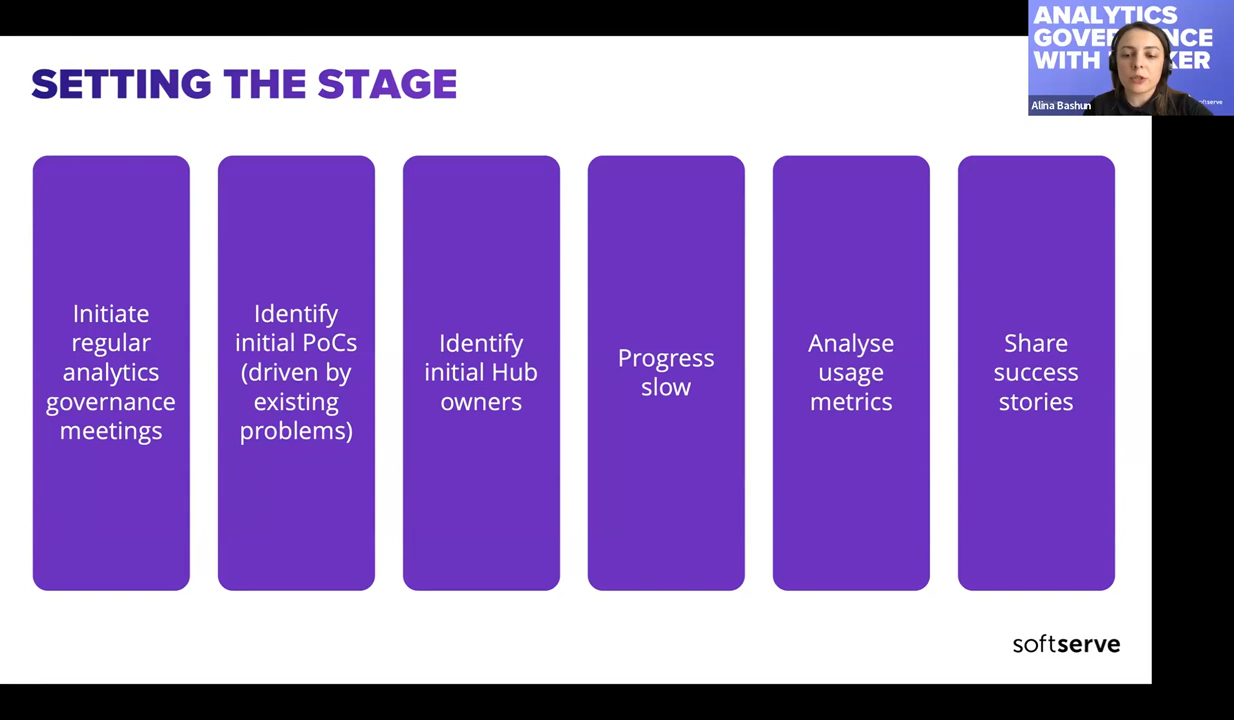 SETTING THE STAGE
ANALYTICS
WITH
Alina Bashun
softserve
Initiate
regular
analytics
governance
meetings
Identify
initial PoCs
(driven by
existing
problems)
Identify
initial Hub
owners
Progress
slow
Analyse
usage
metrics
Share
success
stories
softserve